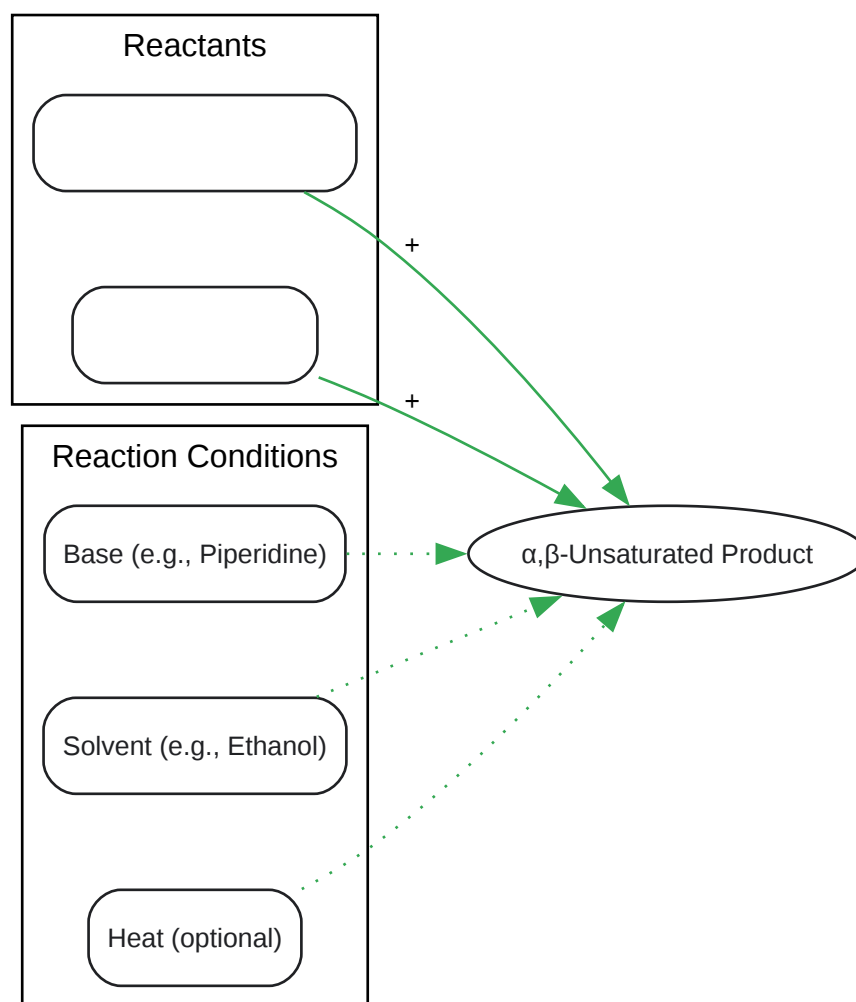 Reactants
+
+
Reaction Conditions
Base (e.g., Piperidine)
α,β-Unsaturated Product
Solvent (e.g., Ethanol)
Heat (optional)